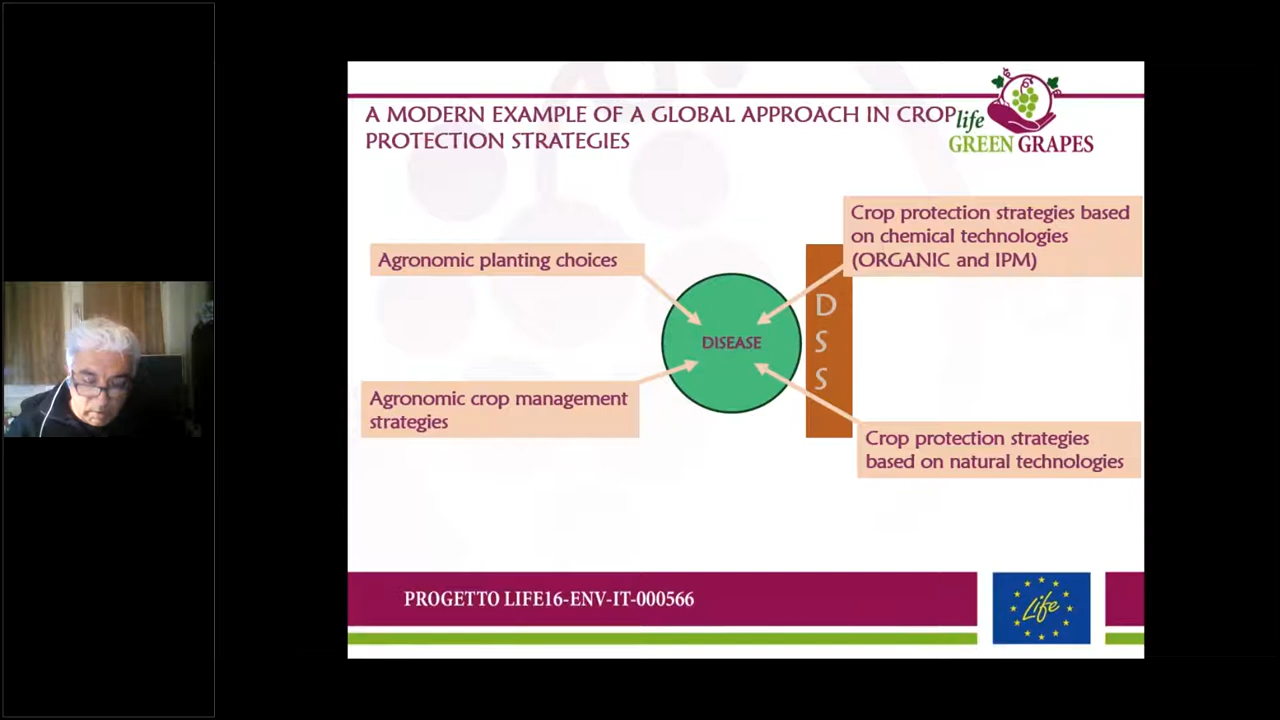 A MODERN EXAMPLE OF A GLOBAL APPROACH IN CROP
PROTECTION STRATEGIES
life
GREEN GRAPES
Crop protection strategies based
on chemical technologies
(ORGANIC and IPM)
Agronomic planting choices
D
S
S
DISEASE
Agronomic crop management
strategies
Crop protection strategies
based on natural technologies
PROGETTO LIFE16-ENV-IT-000566
Life